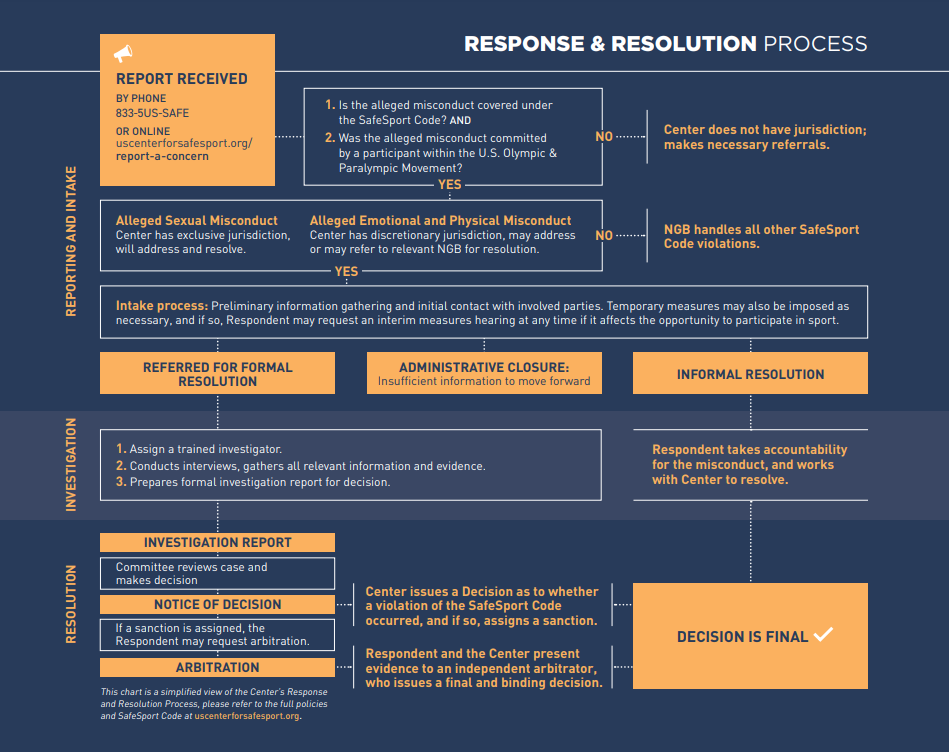 RESPONSE & RESOLUTION PROCESS
REPORT RECEIVED
BY PHONE
833-5US-SAFE
OR ONLINE
uscenterforsafesport.org/
report-a-concern
1. Is the alleged misconduct covered under
the SafeSport Code? AND
2. Was the alleged misconduct committed
by a participant within the U.S. Olympic &
Paralympic Movement?
NO
Center does not have jurisdiction;
makes necessary referrals.
YES
REPORTING AND INTAKE
Alleged Sexual Misconduct
Center has exclusive jurisdiction,
will address and resolve.
Alleged Emotional and Physical Misconduct
Center has discretionary jurisdiction, may address
or may refer to relevant NGB for resolution.
NO
NGB handles all other SafeSport
Code violations.
YES
Intake process: Preliminary information gathering and initial contact with involved parties. Temporary measures may also be imposed as
necessary, and if so, Respondent may request an interim measures hearing at any time if it affects the opportunity to participate in sport.
REFERRED FOR FORMAL
RESOLUTION
ADMINISTRATIVE CLOSURE:
Insufficient information to move forward
INFORMAL RESOLUTION
INVESTIGATION
1. Assign a trained investigator.
2. Conducts interviews, gathers all relevant information and evidence.
3. Prepares formal investigation report for decision.
Respondent takes accountability
for the misconduct, and works
with Center to resolve.
RESOLUTION
INVESTIGATION REPORT
Committee reviews case and
makes decision
NOTICE OF DECISION
If a sanction is assigned, the
Respondent may request arbitration.
ARBITRATION
Center issues a Decision as to whether
a violation of the SafeSport Code
occurred, and if so, assigns a sanction.
Respondent and the Center present
evidence to an independent arbitrator,
who issues a final and binding decision.
DECISION IS FINAL
This chart is a simplified view of the Center's Response
and Resolution Process, please refer to the full policies
and SafeSport Code at uscenterforsafesport.org.